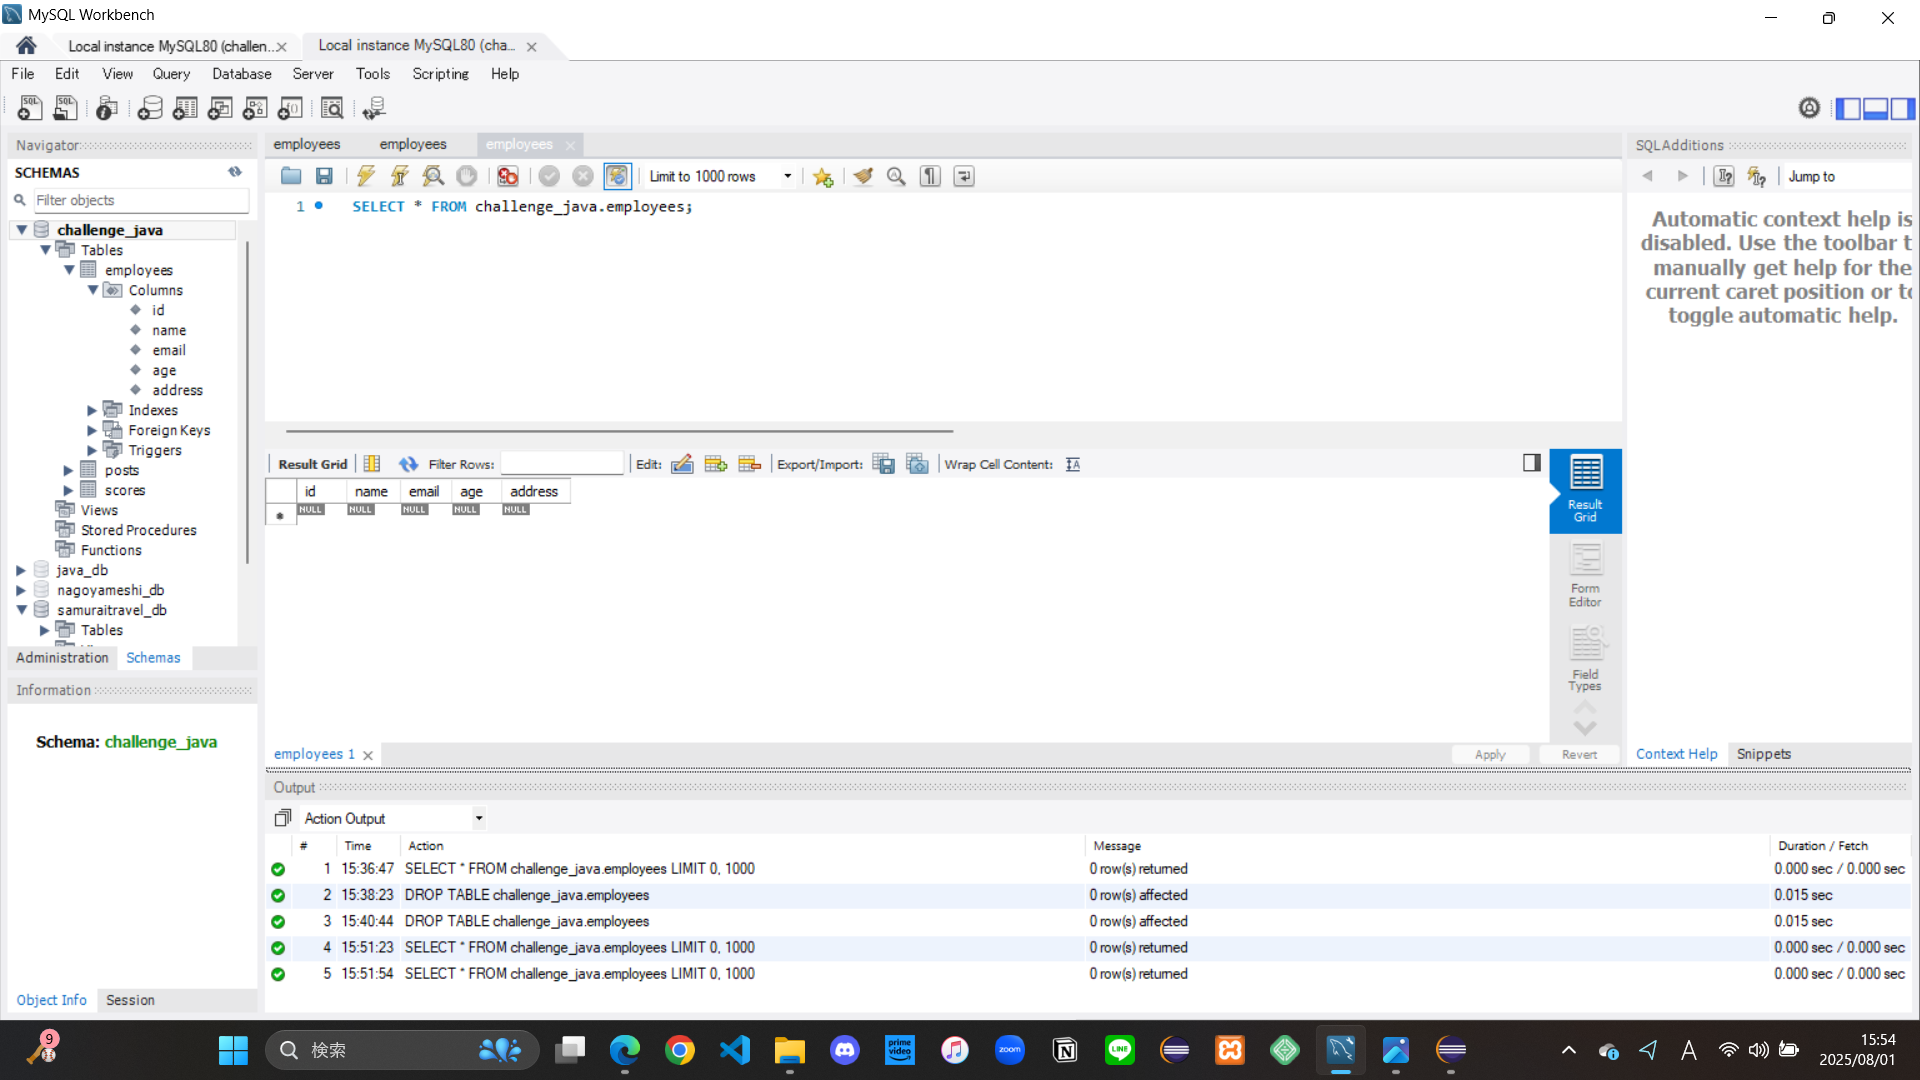 MySQL Workbench
Local instance MySQL80 (challen...
Local instance MySQL80 (cha...
File Edit View Query Database Server Tools Scripting Help
Navigator
SCHEMAS
Filter objects
challenge_java
Tables
employees
Columns
id
name
email
age
address
Indexes
Foreign Keys
Triggers
posts
scores
Views
Stored Procedures
Functions
java_db
nagoyameshi_db
samuraitravel_db
Tables
Administration Schemas
Information
Schema: challenge_java
Object Info Session
employees employees employees
Limit to 1000 rows
1 SELECT * FROM challenge_java.employees;
Result Grid Filter Rows: Edit: Export/Import: Wrap Cell Content:
id name email age address
NULL NULL NULL NULL NULL
Result Grid
Form Editor
Field Types
employees 1
Apply Revert
SQLAdditions
Jump to
Automatic context help is
disabled. Use the toolbar t
manually get help for the
current caret position or to
toggle automatic help.
Context Help Snippets
Output
Action Output
# Time Action Message Duration / Fetch
1 15:36:47 SELECT * FROM challenge_java.employees LIMIT 0, 1000 0 row(s) returned 0.000 sec / 0.000 sec
2 15:38:23 DROP TABLE challenge_java.employees 0 row(s) affected 0.015 sec
3 15:40:44 DROP TABLE challenge_java.employees 0 row(s) affected 0.015 sec
4 15:51:23 SELECT * FROM challenge_java.employees LIMIT 0, 1000 0 row(s) returned 0.000 sec / 0.000 sec
5 15:51:54 SELECT * FROM challenge_java.employees LIMIT 0, 1000 0 row(s) returned 0.000 sec / 0.000 sec
9
検索
prime video
zoom
LINE
A
15:54
2025/08/01